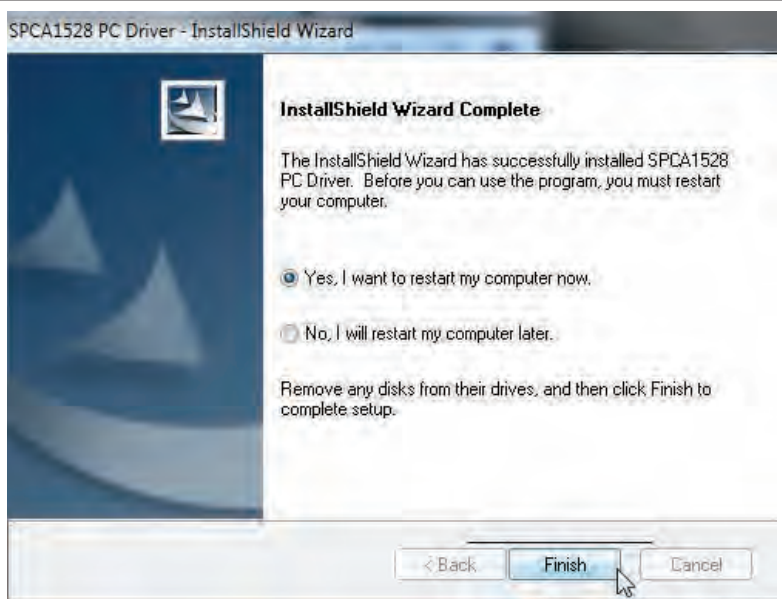 SPCA1528 PC Driver - InstallShield Wizard
InstallShield Wizard Complete
The InstallShield Wizard has successfully installed SPCA1528
PC Driver. Before you can use the program, you must restart
your computer.
Yes, I want to restart my computer now.
No, I will restart my computer later.
Remove any disks from their drives, and then click Finish to
complete setup.
< Back Finish Cancel